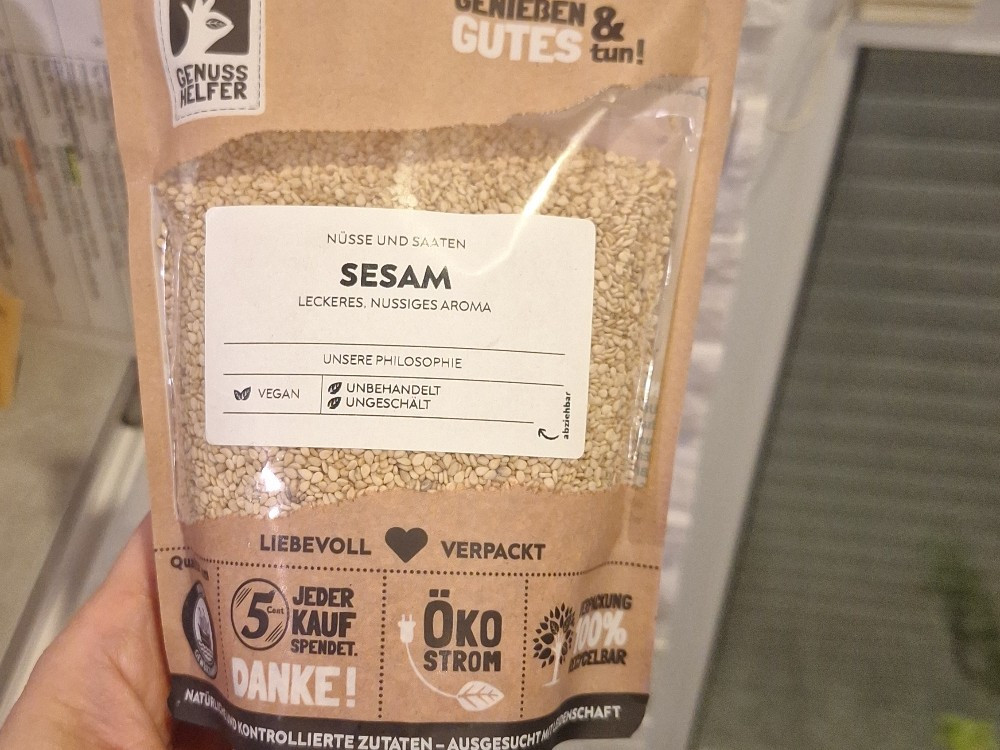 GENUSS
HELFER
GENIEßEN
GUTES & tun!
NÜSSE UND SAATEN
SESAM
LECKERES, NUSSIGES AROMA
UNSERE PHILOSOPHIE
VEGAN
UNBEHANDELT
UNGESCHÄLT
abziehbar
LIEBEVOLL VERPACKT
5 Cent
JEDER
KAUF
SPENDET.
DANKE!
ÖKO
STROM
100%
KONTROLLIERTE ZUTATEN – AUSGESUCHT MIT LEIDENSCHAFT